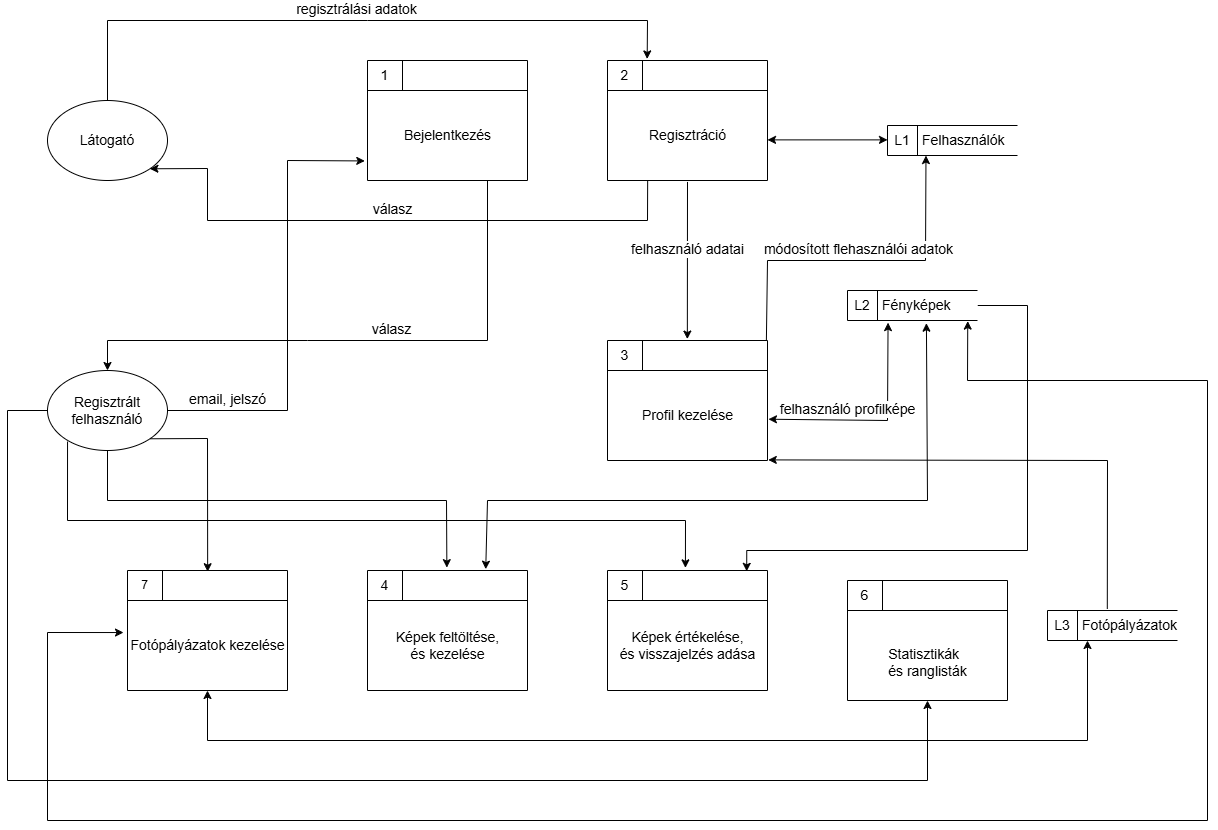 regisztrálási adatok
1
2
Látogató
Bejelentkezés
Regisztráció
L1
Felhasználók
válasz
felhasználó adatai
módosított flehasználói adatok
L2
Fényképek
válasz
3
Regisztrált
felhasználó
email, jelszó
Profil kezelése
felhasználó profilképe
7
4
5
6
Fotópályázatok kezelése
Képek feltöltése,
és kezelése
Képek értékelése,
és visszajelzés adása
Statisztikák
és ranglisták
L3
Fotópályázatok